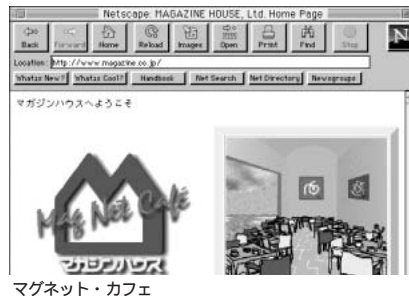 Netscape: MAGAZINE HOUSE, Ltd. Home Page
Back Forward Home Reload Images Open Print Find Stop N
Location: http://www.magazine.co.jp/
What's New? What's Cool? Handbook Net Search Net Directory Newsgroups
マガジンハウスへようこそ
Mag Net Café
マガジンハウス
マグネット・カフェ